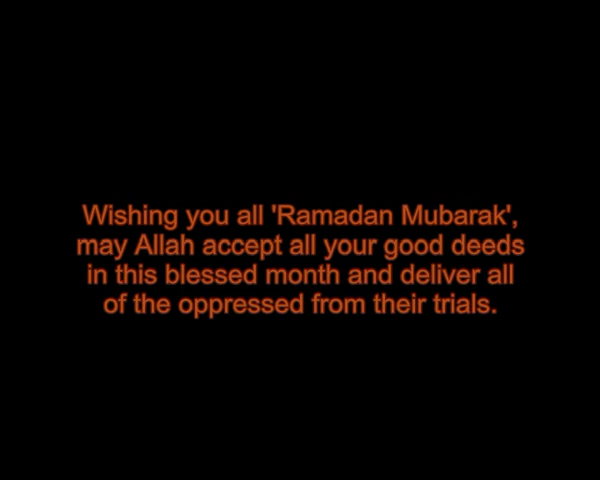 Wishing you all 'Ramadan Mubarak',
may Allah accept all your good deeds
in this blessed month and deliver all
of the oppressed from their trials.